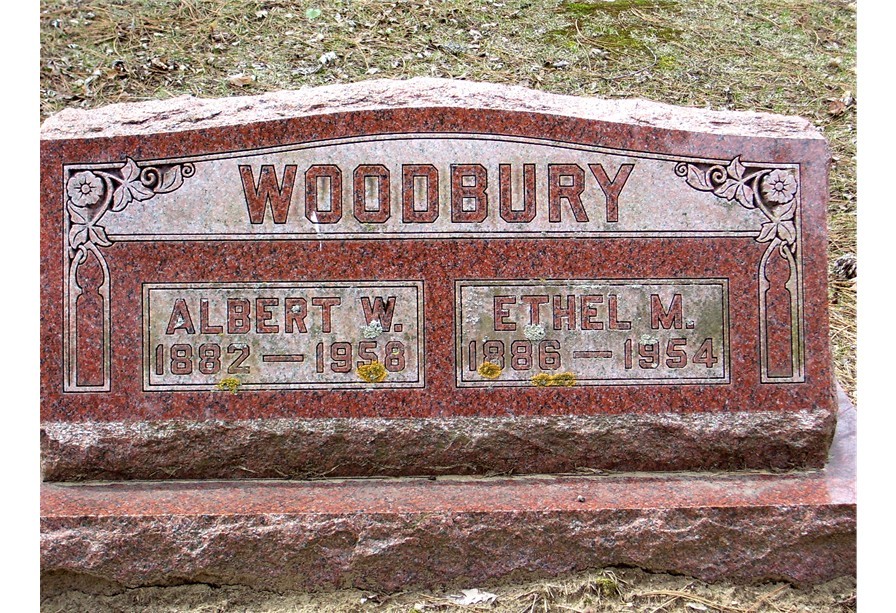 WOODBURY
ALBERT W.
1882 — 1958
ETHEL M.
1886 — 1954